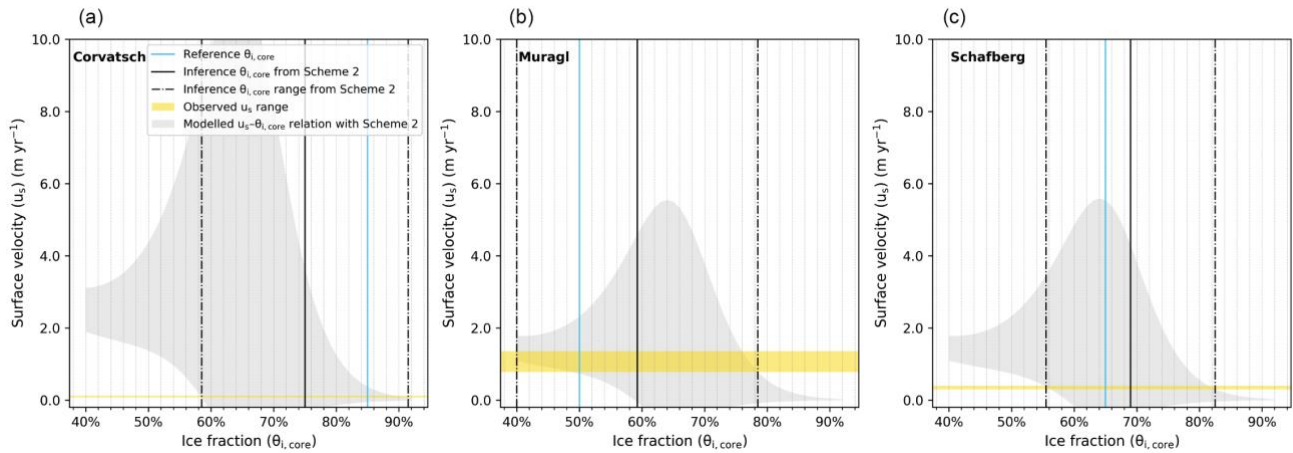 (a)
Corvatsch
Reference θi, core
Inference θi, core from Scheme 2
Inference θi, core range from Scheme 2
Observed us range
Modelled us–θi, core relation with Scheme 2
10.0
8.0
6.0
4.0
2.0
0.0
Surface velocity (us) (m yr⁻¹)
40% 50% 60% 70% 80% 90%
Ice fraction (θi, core)
(b)
Muragl
10.0
8.0
6.0
4.0
2.0
0.0
Surface velocity (us) (m yr⁻¹)
40% 50% 60% 70% 80% 90%
Ice fraction (θi, core)
(c)
Schafberg
10.0
8.0
6.0
4.0
2.0
0.0
Surface velocity (us) (m yr⁻¹)
40% 50% 60% 70% 80% 90%
Ice fraction (θi, core)